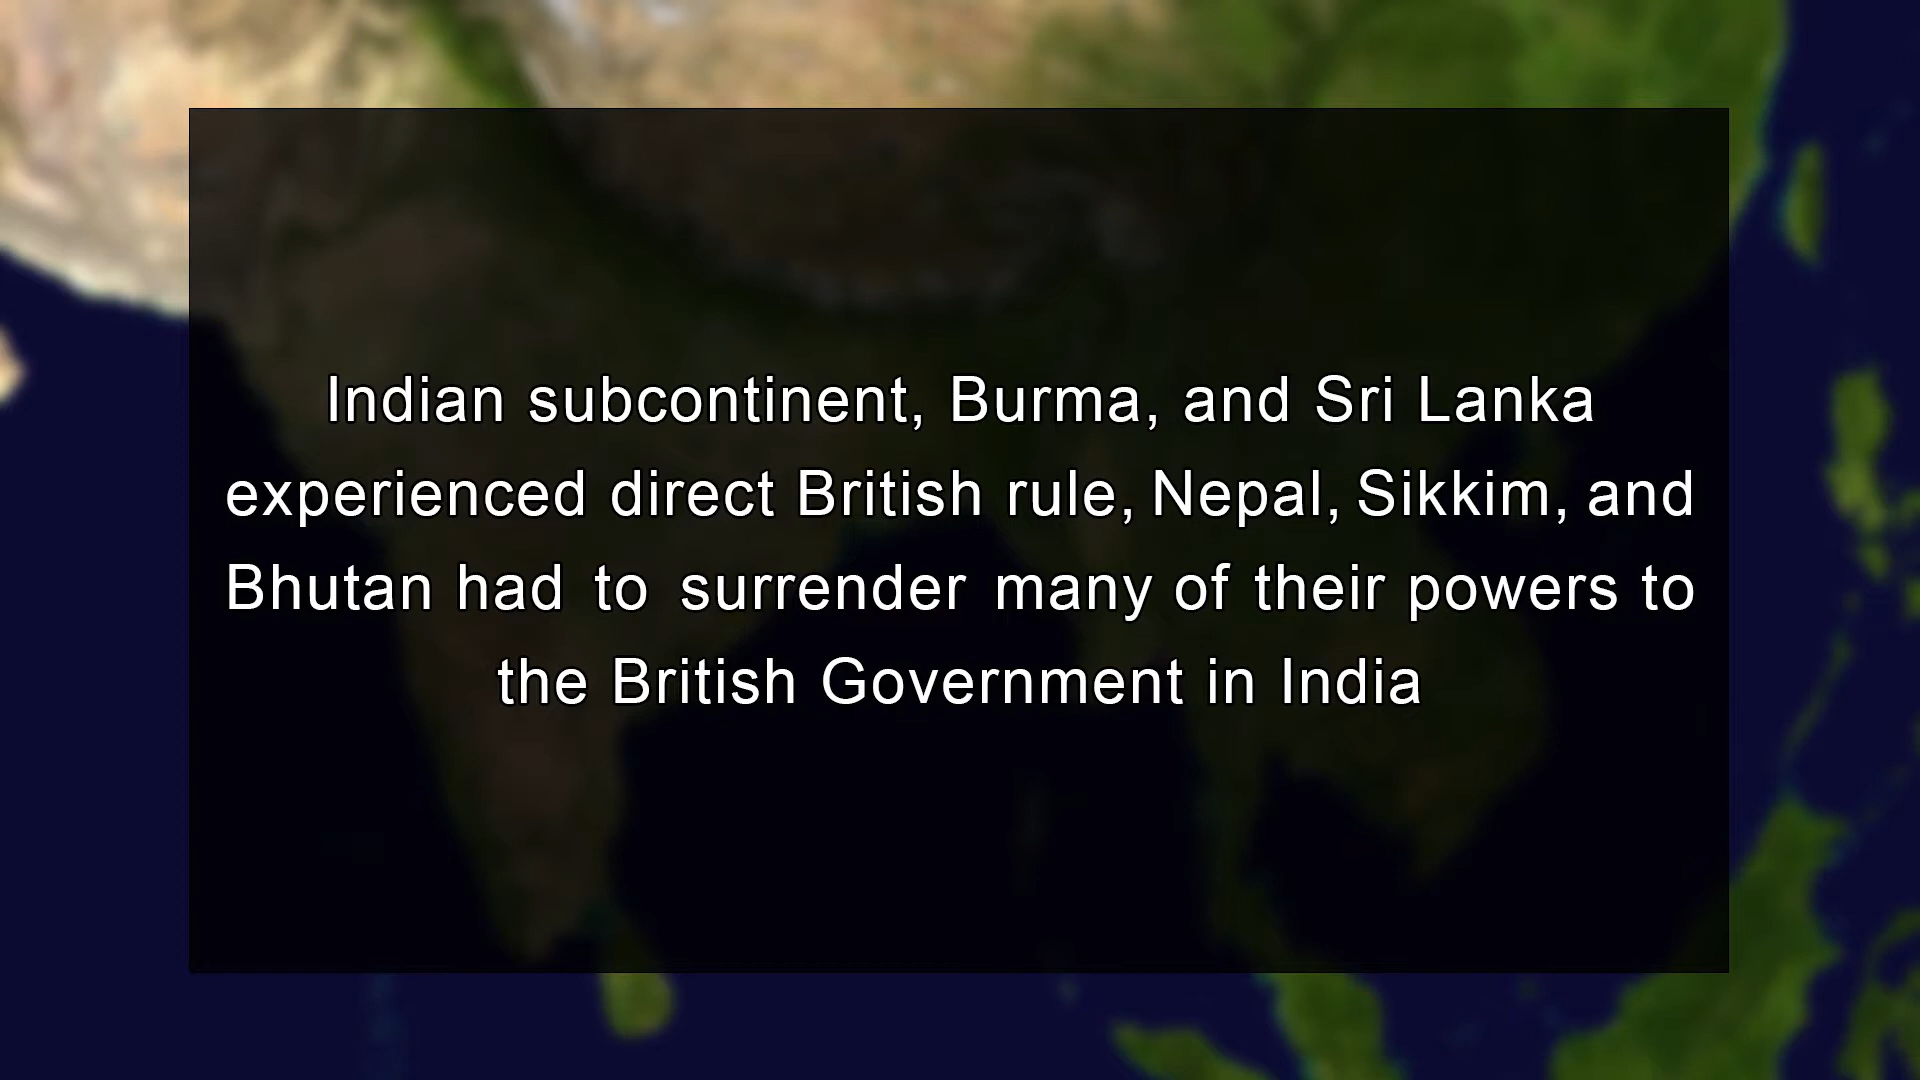 Indian subcontinent, Burma, and Sri Lanka
experienced direct British rule, Nepal, Sikkim, and
Bhutan had to surrender many of their powers to
the British Government in India